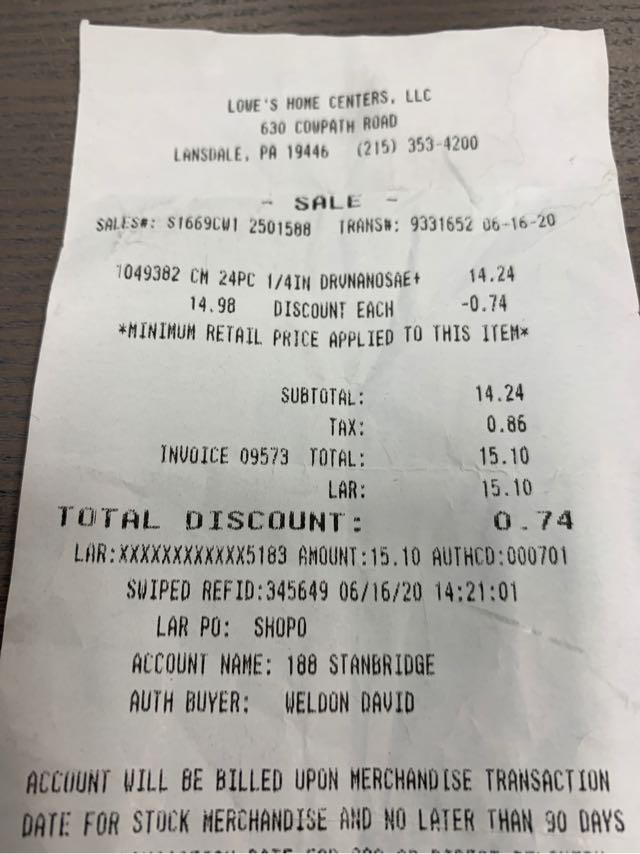 LOWE'S HOME CENTERS, LLC
630 COWPATH ROAD
LANSDALE, PA 19446 (215) 353-4200
- SALE -
SALES#: S1669CW1 2501588 TRANS#: 9331652 06-16-20
1049382 CM 24PC 1/4IN DRVNANOSAE+ 14.24
14.98 DISCOUNT EACH -0.74
*MINIMUM RETAIL PRICE APPLIED TO THIS ITEM*
SUBTOTAL: 14.24
TAX: 0.86
INVOICE 09573 TOTAL: 15.10
LAR: 15.10
TOTAL DISCOUNT: 0.74
LAR:XXXXXXXXXXXX5183 AMOUNT:15.10 AUTHCD:000701
SWIPED REFID:345649 06/16/20 14:21:01
LAR PO: SHOPO
ACCOUNT NAME: 188 STANBRIDGE
AUTH BUYER: WELDON DAVID
ACCOUNT WILL BE BILLED UPON MERCHANDISE TRANSACTION
DATE FOR STOCK MERCHANDISE AND NO LATER THAN 90 DAYS